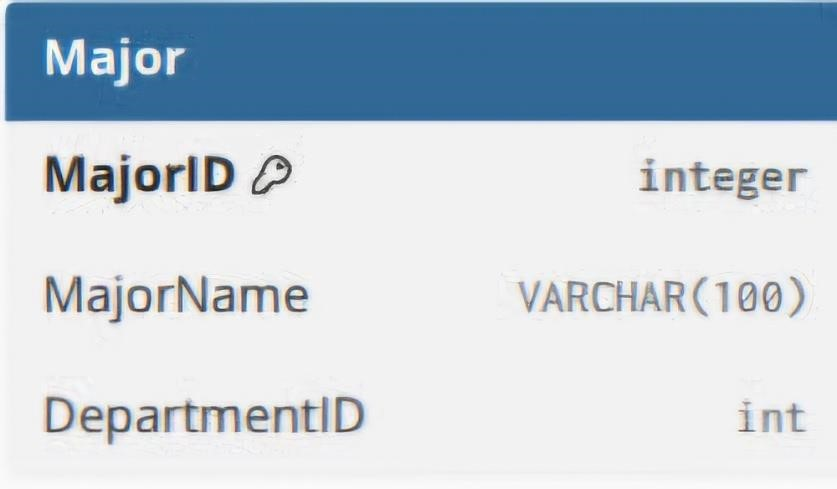 Major
MajorID integer
MajorName VARCHAR(100)
DepartmentID int